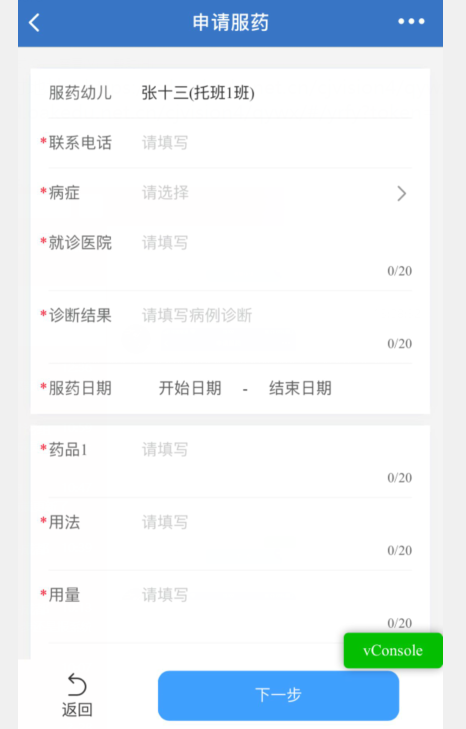 申请服药
服药幼儿 张十三(托班1班)
*联系电话 请填写
*病症 请选择
*就诊医院 请填写
0/20
*诊断结果 请填写病例诊断
0/20
*服药日期 开始日期 - 结束日期
*药品1 请填写
0/20
*用法 请填写
0/20
*用量 请填写
0/20
vConsole
返回
下一步